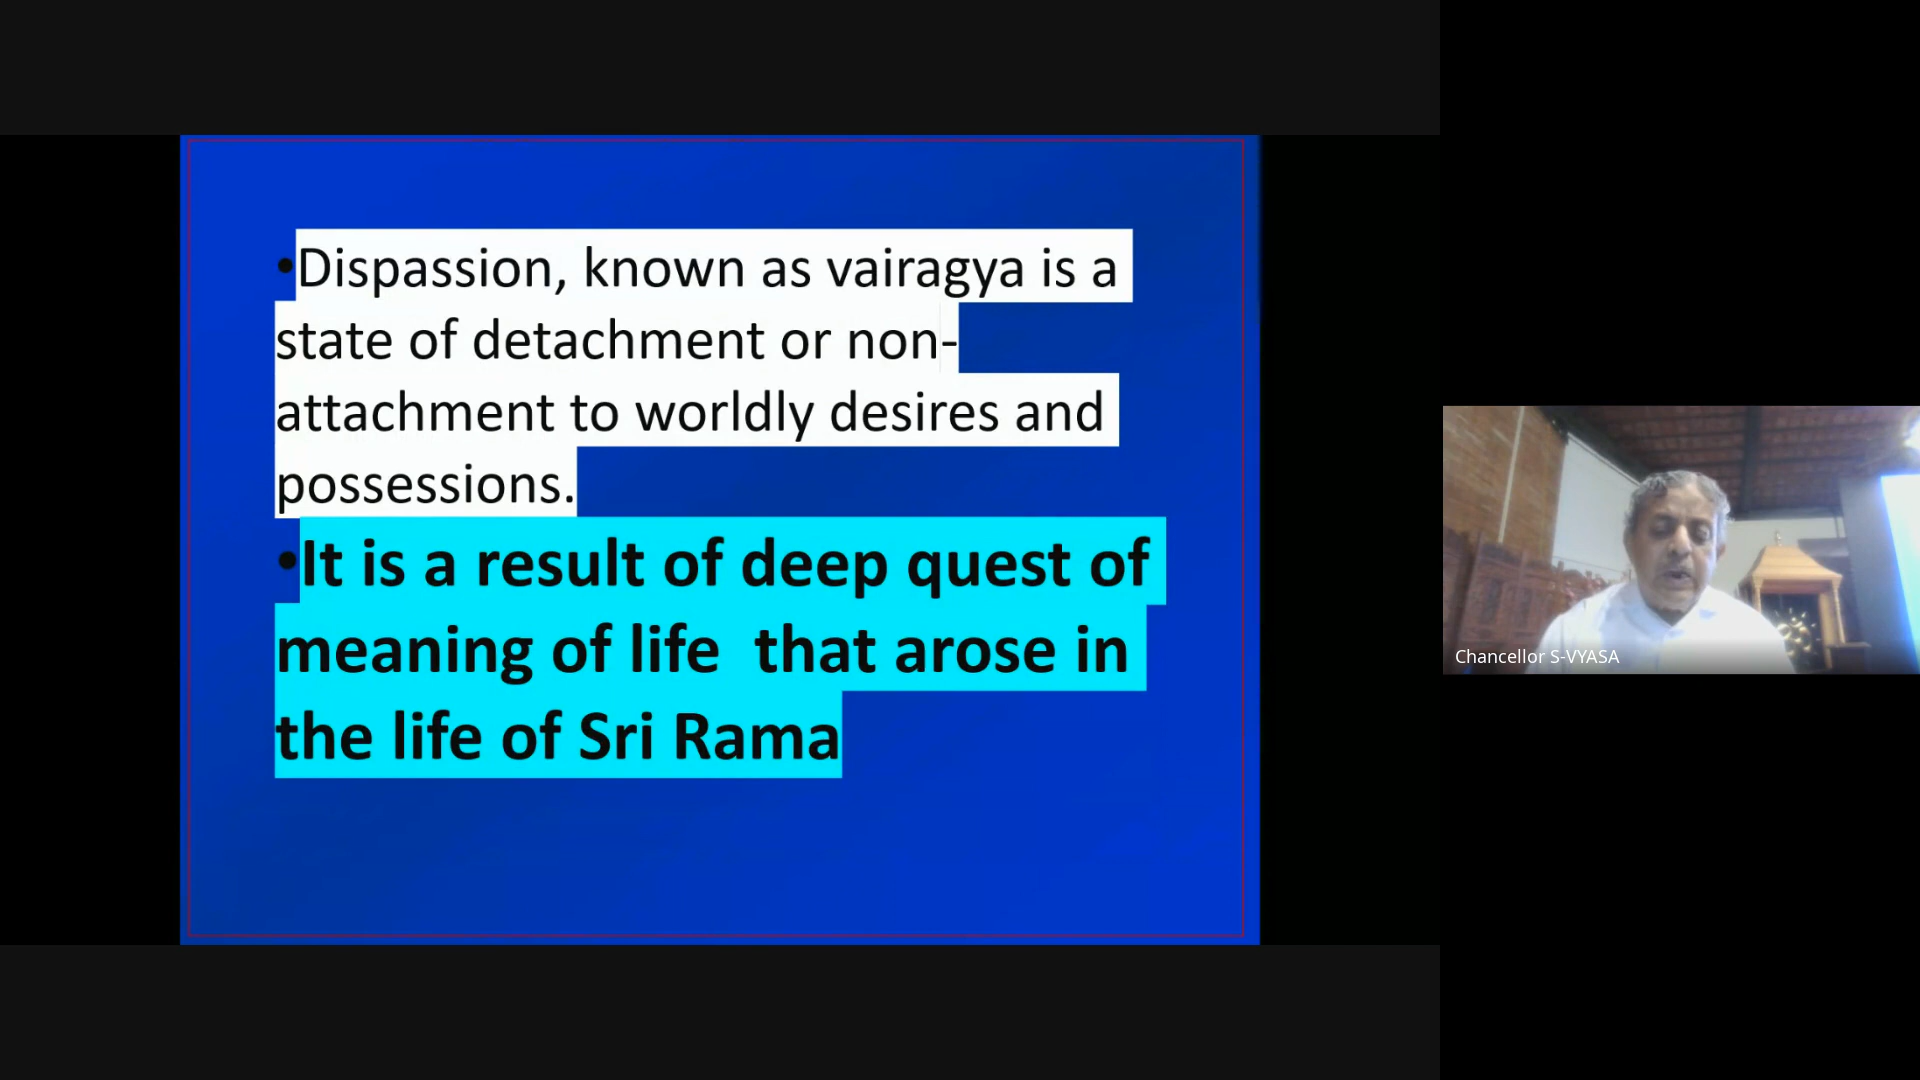 •Dispassion, known as vairagya is a
state of detachment or non-
attachment to worldly desires and
possessions.
•It is a result of deep quest of
meaning of life  that arose in
the life of Sri Rama
Chancellor S-VYASA